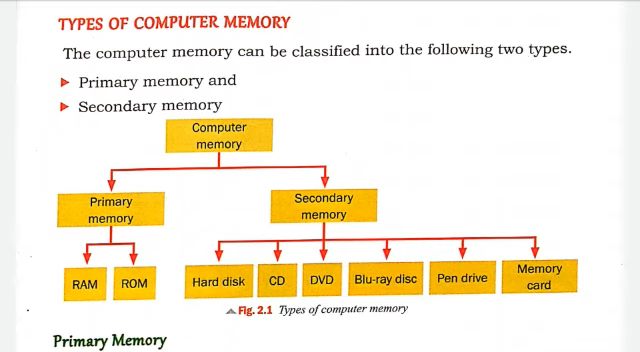 TYPES OF COMPUTER MEMORY
The computer memory can be classified into the following two types.
Primary memory and
Secondary memory
Computer
memory
Primary
memory
Secondary
memory
RAM
ROM
Hard disk
CD
DVD
Blu-ray disc
Pen drive
Memory
card
Fig. 2.1 Types of computer memory
Primary Memory